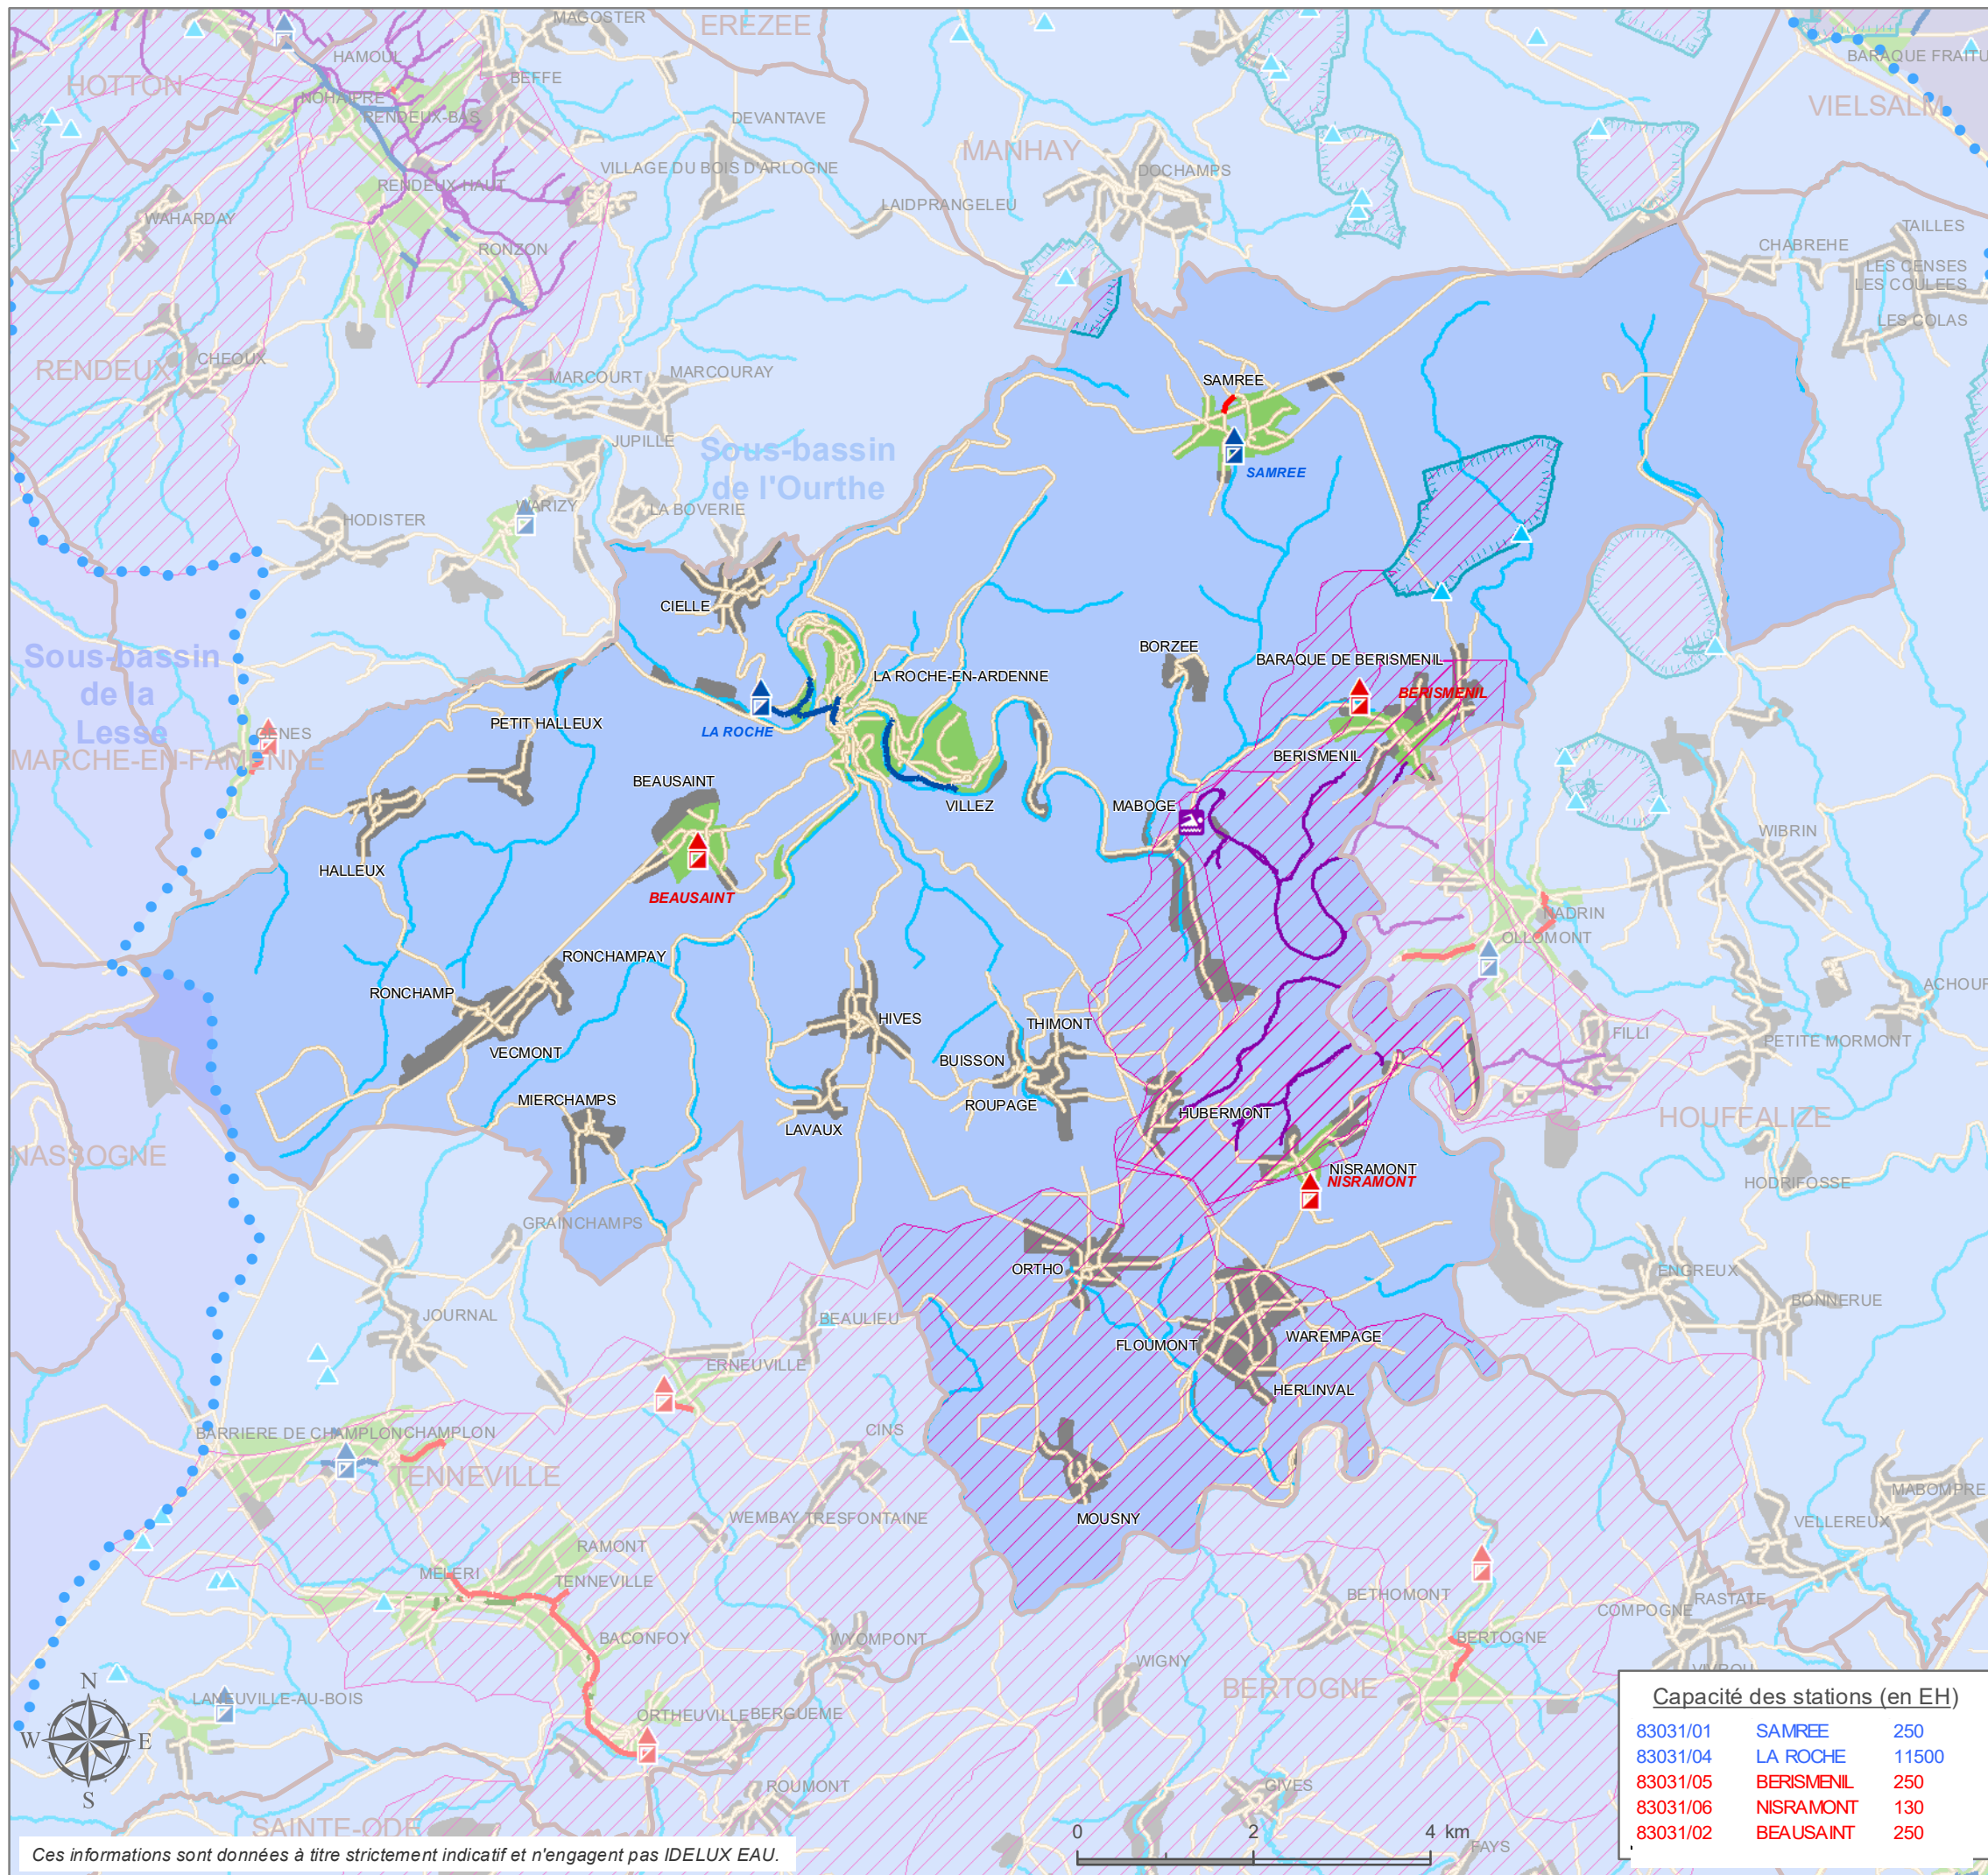 MAGOSTER
EREZEE
HAMOUL
BARAQUE FRAITU
HOTTON
BEFFE
NOHAIPRE
RENDEUX-BAS
DEVANTAVE
VIELSALM
MANHAY
VILLAGE DU BOIS D'ARLOGNE
DOCHAMPS
RENDEUX-HAUT
LAIDPRANGELEU
WAHARDAY
TAILLES
RONZON
CHABREHE
LES CENSES
LES COULEES
LES COLAS
CHEOUX
RENDEUX
MARCOURT
MARCOURAY
SAMREE
JUPILLE
Sous-bassin
de l'Ourthe
SAMREE
WARIZY
LA BOVERIE
HODISTER
CIELLE
BORZEE
Sous-bassin
de la
Lesse
BARAQUE DE BERISMENIL
LA ROCHE-EN-ARDENNE
BERISMENIL
PETIT HALLEUX
LA ROCHE
GENES
MARCHE-EN-FAMENNE
BERISMENIL
BEAUSAINT
VILLEZ
MABOGE
WIBRIN
HALLEUX
BEAUSAINT
NADRIN
OLLOMONT
RONCHAMPAY
ACHOUF
RONCHAMP
HIVES
THIMONT
FILLI
PETITE MORMONT
VECMONT
BUISSON
MIERCHAMPS
ROUPAGE
HUBERMONT
HOUFFALIZE
LAVAUX
NASSOGNE
NISRAMONT
NISRAMONT
HODRIFOSSE
GRAINCHAMPS
ORTHO
ENGREUX
BONNERUE
JOURNAL
BEAULIEU
WAREMPAGE
FLOUMONT
ERNEUVILLE
HERLINVAL
CINS
BARRIERE DE CHAMPLON
CHAMPLON
TENNEVILLE
MABOMPRE
WEMBAY
TRESFONTAINE
MOUSNY
VELLEREUX
RAMONT
MELERI
TENNEVILLE
BETHOMONT
RASTATE
COMPOGNE
BACONFOY
WYOMPONT
BERTOGNE
WIGNY
N
BERTOGNE
LANEUVILLE-AU-BOIS
ORTHEUVILLE
BERGUEME
W
E
S
ROUMONT
GIVES
SAINTE-ODE
FAYS
0 2 4 km
Capacité des stations (en EH)
83031/01 SAMREE 250
83031/04 LA ROCHE 11500
83031/05 BERISMENIL 250
83031/06 NISRAMONT 130
83031/02 BEAUSAINT 250
Ces informations sont données à titre strictement indicatif et n'engagent pas IDELUX EAU.